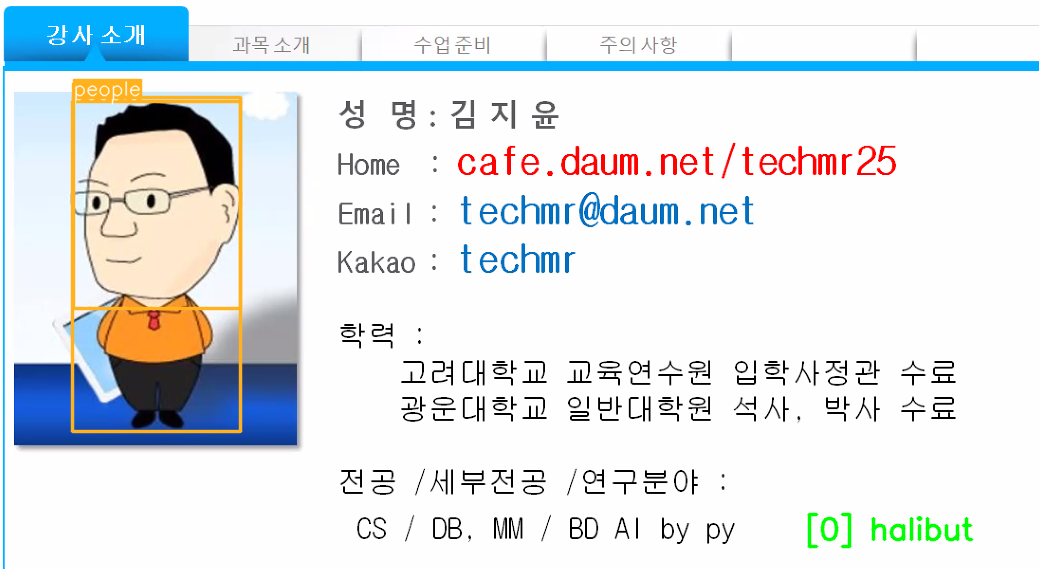 강사 소개
과목 소개
수업 준비
주의 사항
people
성 명 : 김 지 윤
Home : cafe.daum.net/techmr25
Email : techmr@daum.net
Kakao : techmr
학력 :
고려대학교 교육연수원 입학사정관 수료
광운대학교 일반대학원 석사, 박사 수료
전공 /세부전공 /연구분야 :
CS / DB, MM / BD AI by py
[0] halibut